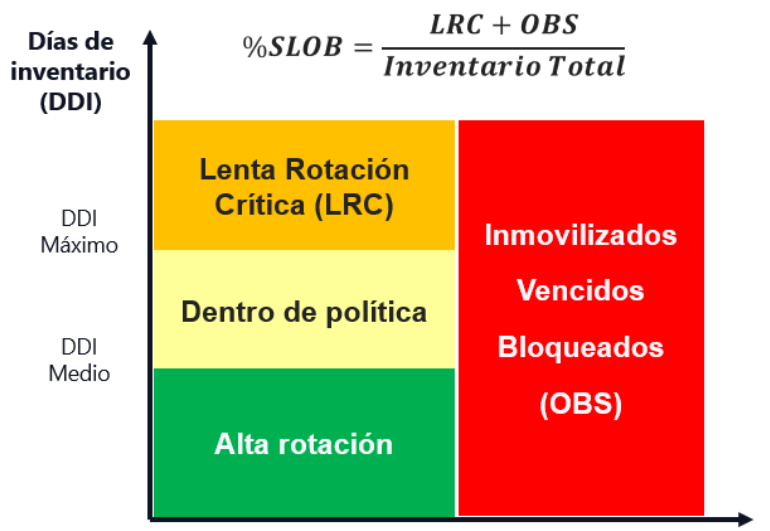 Días de
inventario
(DDI)
%SLOB = LRC + OBS / Inventario Total
Lenta Rotación
Crítica (LRC)
DDI
Máximo
Dentro de política
DDI
Medio
Alta rotación
Inmovilizados
Vencidos
Bloqueados
(OBS)